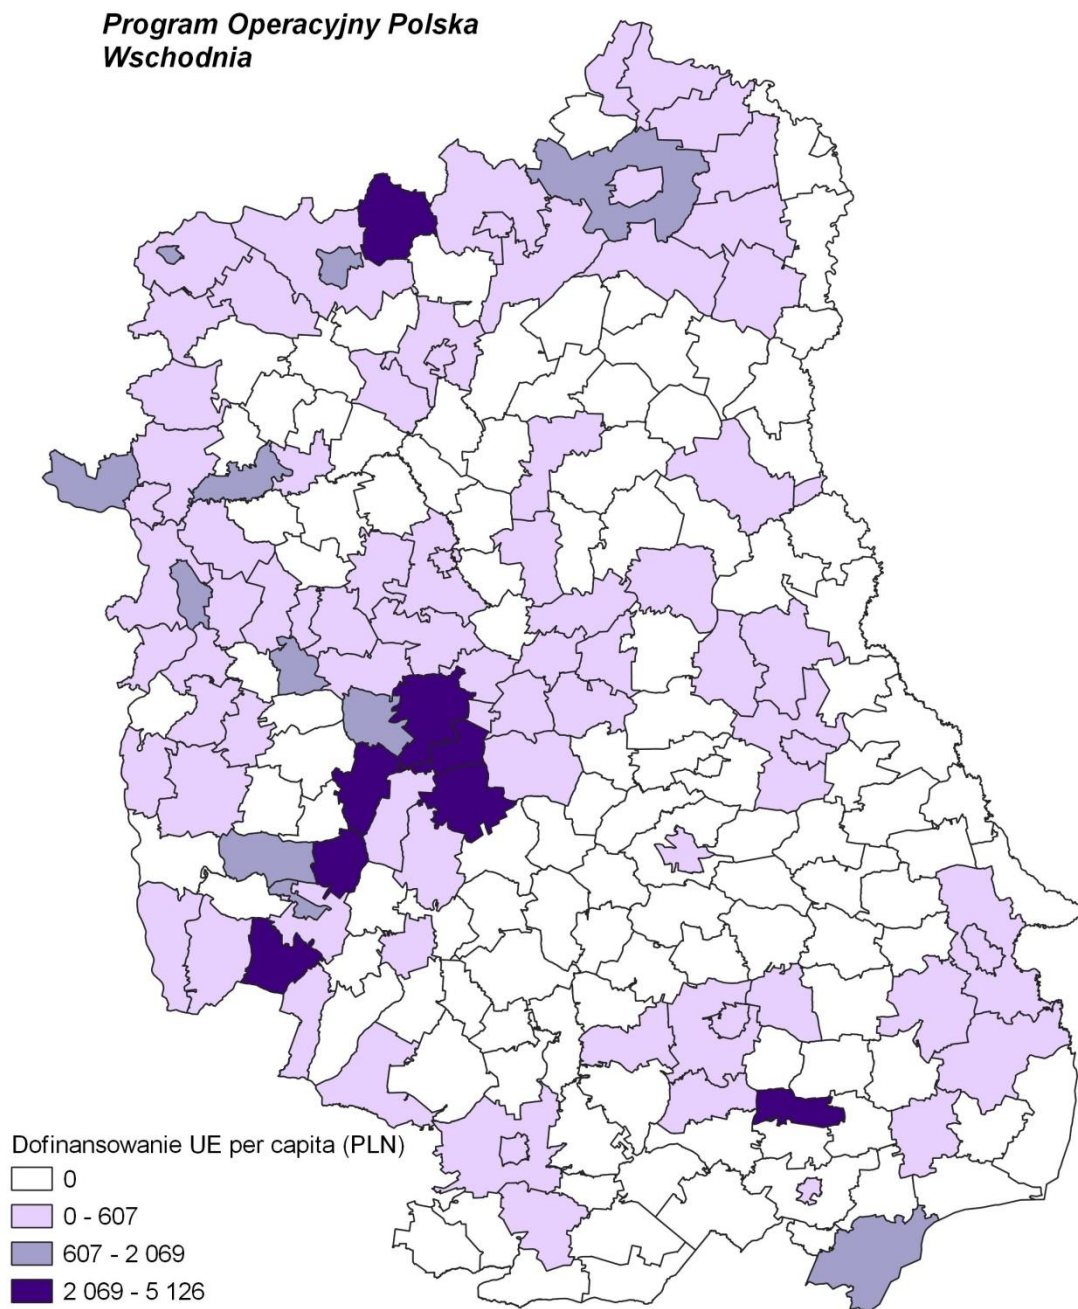 Program Operacyjny Polska
Wschodnia
Dofinansowanie UE per capita (PLN)
0
0 - 607
607 - 2 069
2 069 - 5 126